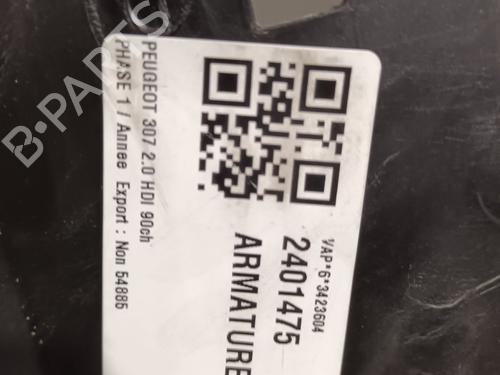 PEUGEOT 307 2.0 HDI 90ch
PHASE 1 / Annee Export : Non 54886
VAP*6*3423604
2401475
ARMATURE
B-PARTS